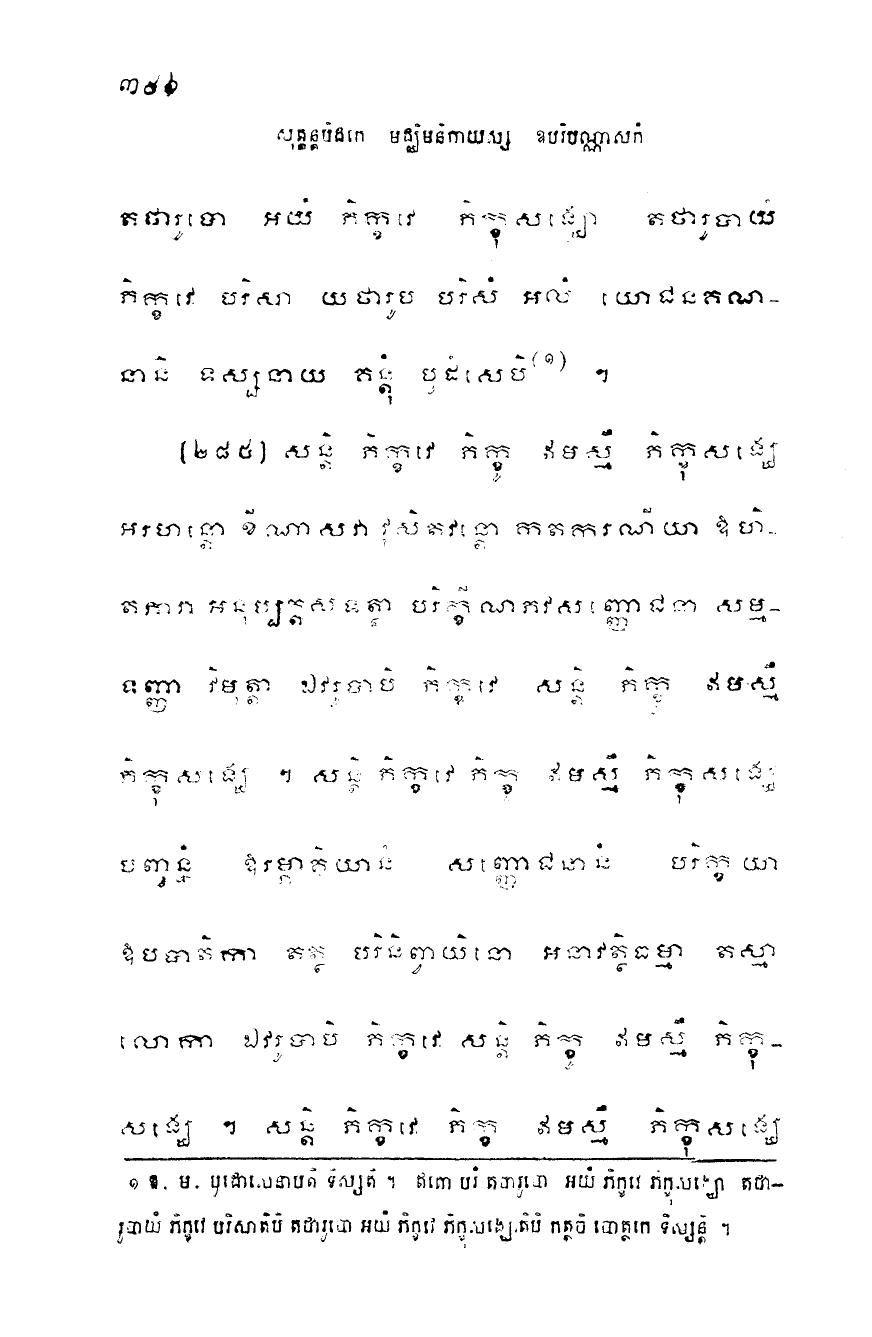 ៣៨៦
សុត្តន្តបិដកេ មជ្ឈិមនិកាយស្ស ឧបរិបណ្ណាសកំ
តថារូបោ អយំ ភិក្ខវេ ភិក្ខុសង្ឃោ តថារូបាយំ
ភិក្ខវេ បរិសា យថារូបំ បរិសំ អលំ យោជនគណ-
នានិ ទស្សនាយ គន្តុំ បុដំសេបិ(១) ។
(២៨៥) សន្តិ ភិក្ខវេ ភិក្ខូ ឥមស្មឹ ភិក្ខុសង្ឃេ
អរហន្តោ ខីណាសវា វុសិតវន្តោ កតករណីយា ឱហិ-
តភារា អនុប្បត្តសទត្ថា បរិក្ខីណភវសញ្ញោជនា សម្ម-
ទញ្ញា វិមុត្តា ឯវរូបាបិ ភិក្ខវេ សន្តិ ភិក្ខូ ឥមស្មឹ
ភិក្ខុសង្ឃេ ។ សន្តិ ភិក្ខវេ ភិក្ខូ ឥមស្មឹ ភិក្ខុសង្ឃេ
បញ្ចន្នំ ឱរម្ភាគិយានំ សញ្ញោជនានំ បរិក្ខយា
ឱបបាតិកា តត្ថ បរិនិព្វាយិនោ អនាវត្តិធម្មា តស្មា
លោកា ឯវរូបាបិ ភិក្ខវេ សន្តិ ភិក្ខូ ឥមស្មឹ ភិក្ខុ-
សង្ឃេ ។ សន្តិ ភិក្ខវេ ភិក្ខូ ឥមស្មឹ ភិក្ខុសង្ឃេ
១ ឱ. ម. បុដោសេនាបតិ ទិស្សតិ ។ ឥតោ បរំ តថារូបោ អយំ ភិក្ខវេ ភិក្ខុសង្ឃោ តថា-
រូបាយំ ភិក្ខវេ បរិសាតិបិ តថារូបោ អយំ ភិក្ខវេ ភិក្ខុសង្ឃោតិបិ កត្ថចិ បោត្ថកេ ទិស្សន្តិ ។